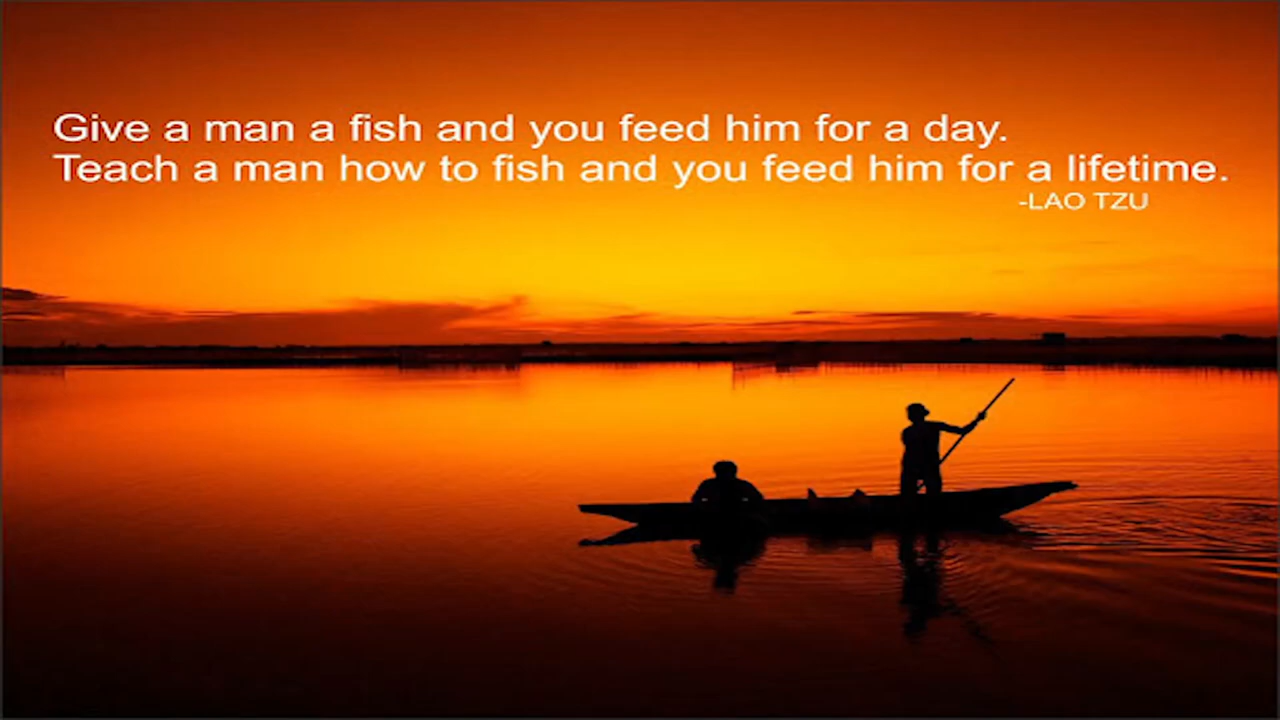 Give a man a fish and you feed him for a day.
Teach a man how to fish and you feed him for a lifetime.
-LAO TZU